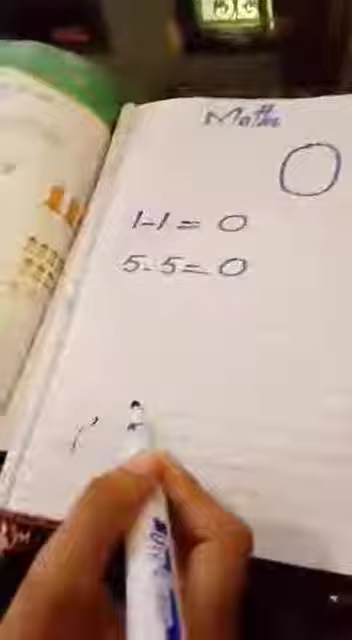 Math
0
1-1 = 0
5-5=0